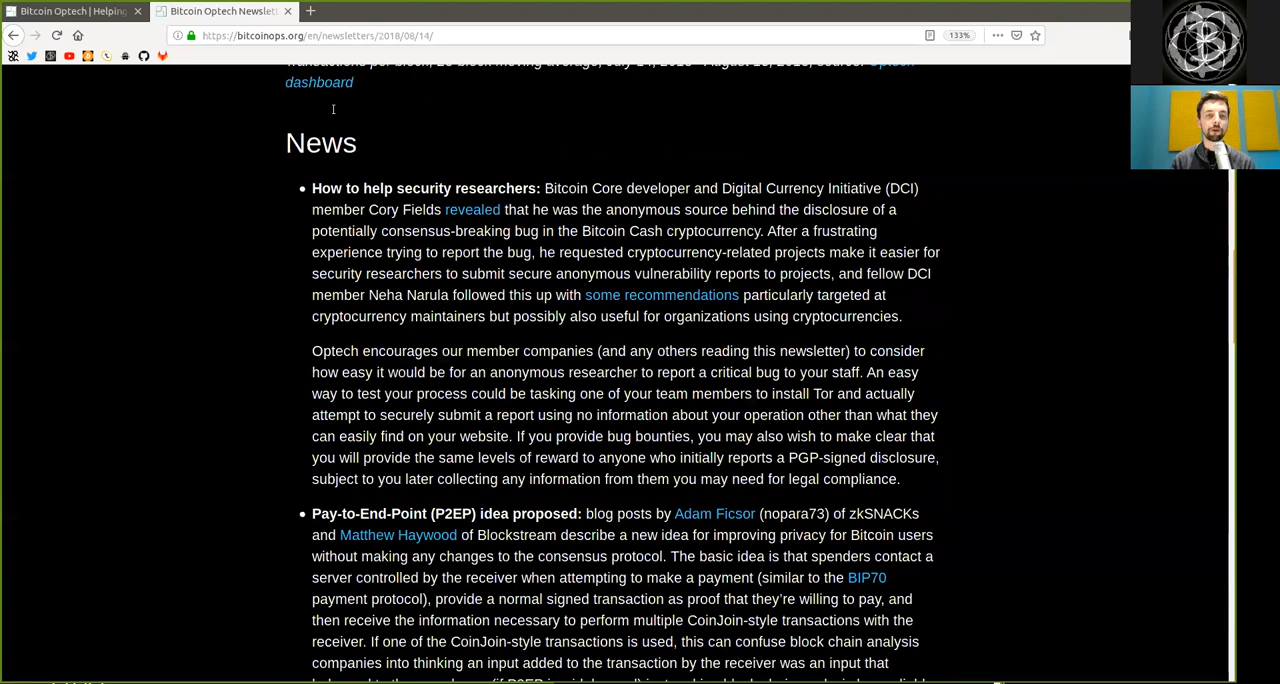 Bitcoin Optech | Helping
Bitcoin Optech Newslet
https://bitcoinops.org/en/newsletters/2018/08/14/
133%
Transactions per block, 25 block moving average, July 14, 2018 - August 13, 2018, source: Optech
dashboard
News
How to help security researchers: Bitcoin Core developer and Digital Currency Initiative (DCI)
member Cory Fields revealed that he was the anonymous source behind the disclosure of a
potentially consensus-breaking bug in the Bitcoin Cash cryptocurrency. After a frustrating
experience trying to report the bug, he requested cryptocurrency-related projects make it easier for
security researchers to submit secure anonymous vulnerability reports to projects, and fellow DCI
member Neha Narula followed this up with some recommendations particularly targeted at
cryptocurrency maintainers but possibly also useful for organizations using cryptocurrencies.
Optech encourages our member companies (and any others reading this newsletter) to consider
how easy it would be for an anonymous researcher to report a critical bug to your staff. An easy
way to test your process could be tasking one of your team members to install Tor and actually
attempt to securely submit a report using no information about your operation other than what they
can easily find on your website. If you provide bug bounties, you may also wish to make clear that
you will provide the same levels of reward to anyone who initially reports a PGP-signed disclosure,
subject to you later collecting any information from them you may need for legal compliance.
Pay-to-End-Point (P2EP) idea proposed: blog posts by Adam Ficsor (nopara73) of zkSNACKs
and Matthew Haywood of Blockstream describe a new idea for improving privacy for Bitcoin users
without making any changes to the consensus protocol. The basic idea is that spenders contact a
server controlled by the receiver when attempting to make a payment (similar to the BIP70
payment protocol), provide a normal signed transaction as proof that they're willing to pay, and
then receive the information necessary to perform multiple CoinJoin-style transactions with the
receiver. If one of the CoinJoin-style transactions is used, this can confuse block chain analysis
companies into thinking an input added to the transaction by the receiver was an input that